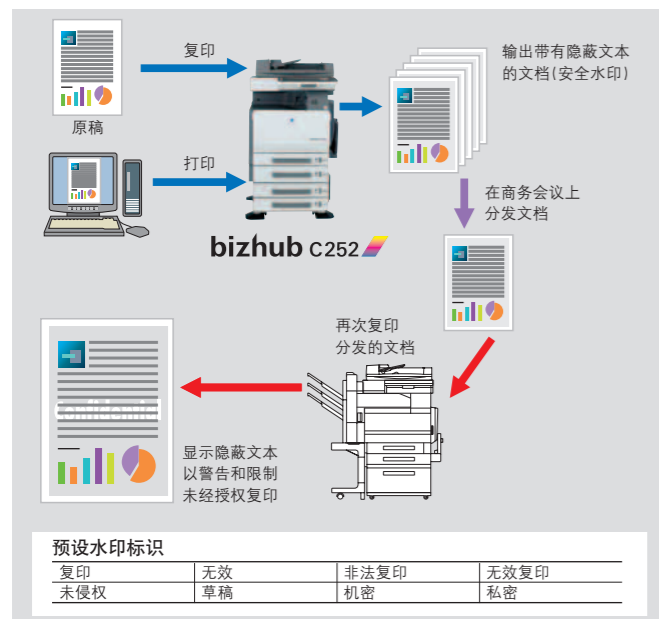 复印
输出带有隐蔽文本
的文档(安全水印)
原稿
打印
在商务会议上
分发文档
bizhub C252
再次复印
分发的文档
Confidential
显示隐蔽文本
以警告和限制
未经授权复印
预设水印标识
复印 无效 非法复印 无效复印
未侵权 草稿 机密 私密